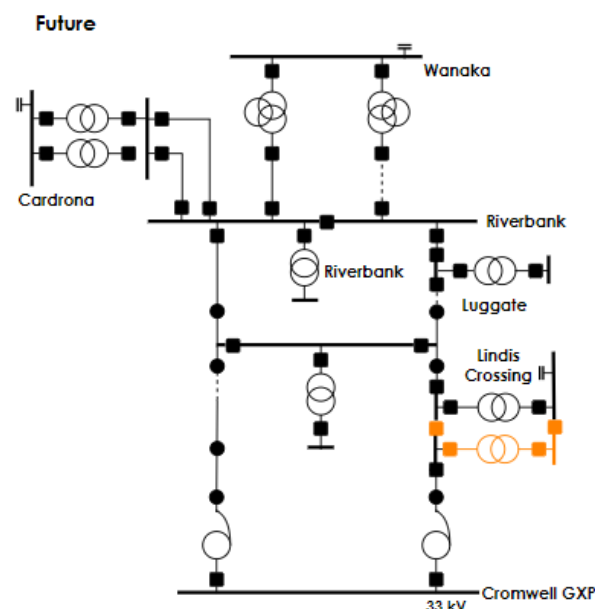 Future
Wanaka
Cardrona
Riverbank
Riverbank
Luggate
Lindis
Crossing
Cromwell GXP
33 kV